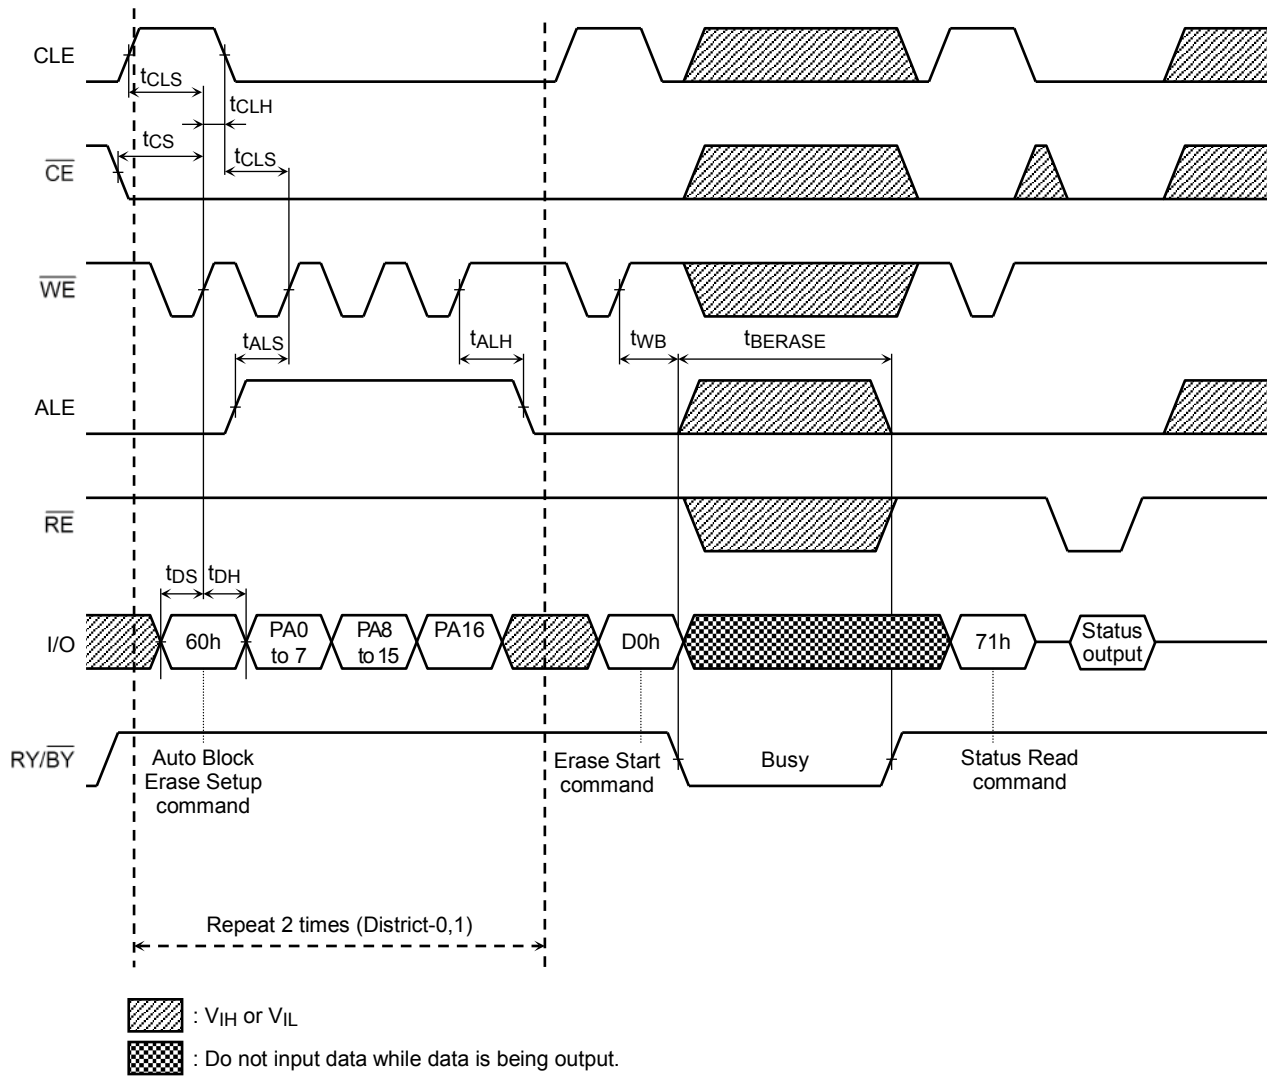 CLE
tCLS
tCLH
tCS
tCLS
CE
WE
tALS
tALH
tWB
tBERASE
ALE
RE
tDS
tDH
I/O
60h
PA0
to 7
PA8
to 15
PA16
D0h
71h
Status
output
RY/BY
Auto Block
Erase Setup
command
Erase Start
command
Busy
Status Read
command
Repeat 2 times (District-0,1)
: VIH or VIL
: Do not input data while data is being output.